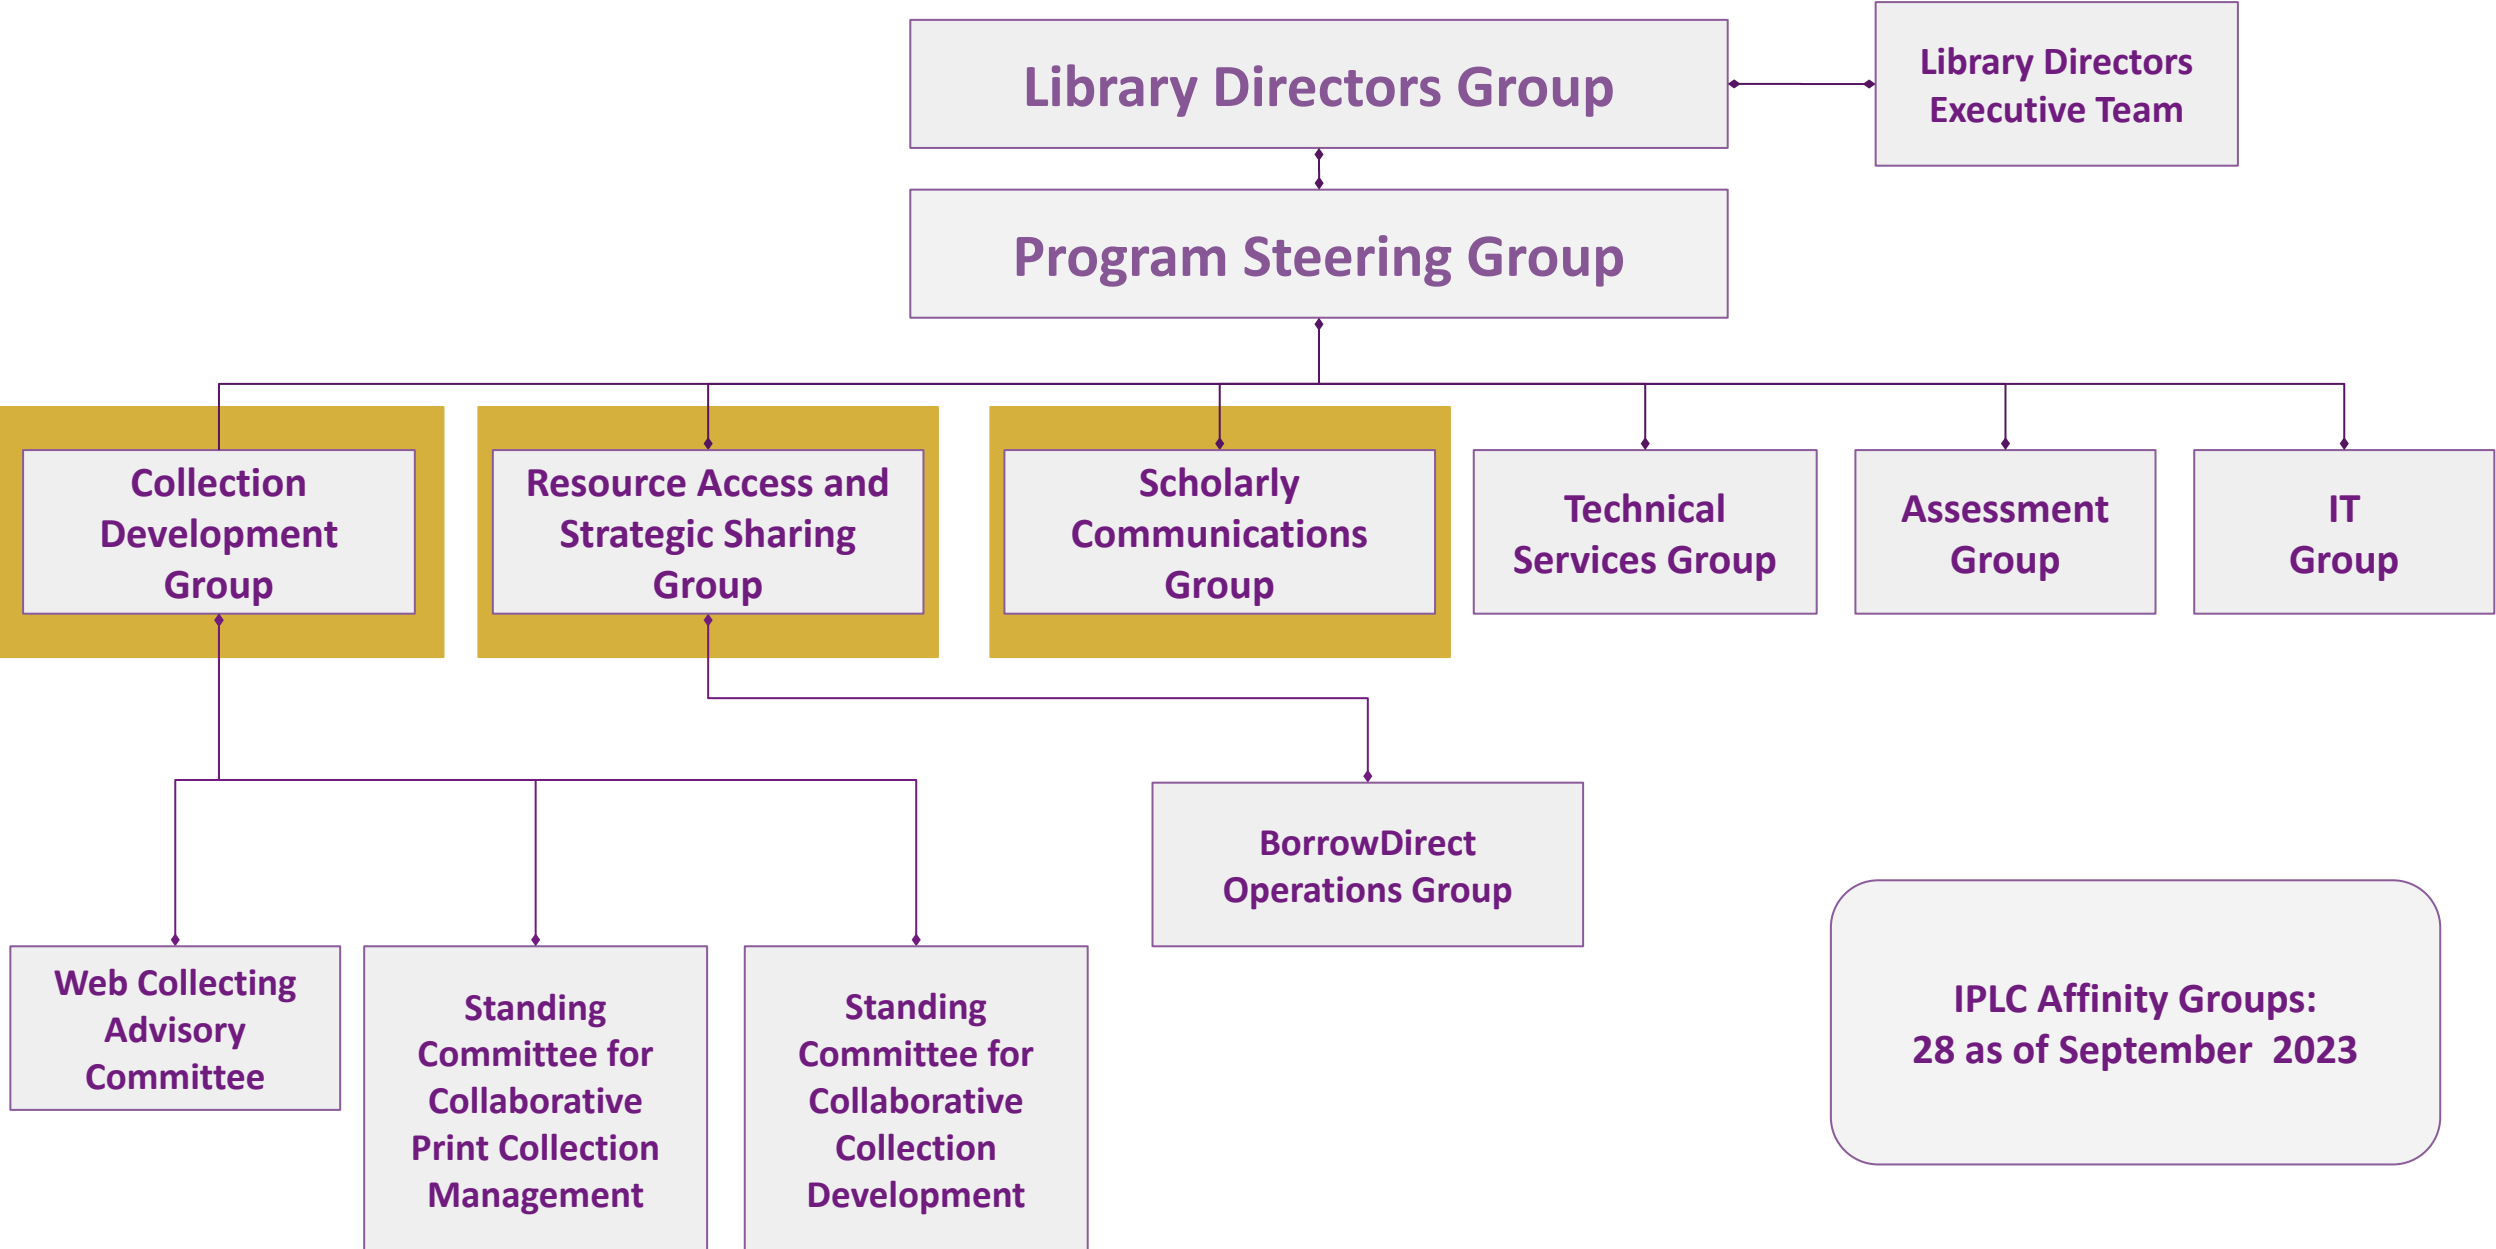 Library Directors Group
Library Directors
Executive Team
Program Steering Group
Collection
Development
Group
Resource Access and
Strategic Sharing
Group
Scholarly
Communications
Group
Technical
Services Group
Assessment
Group
IT
Group
BorrowDirect
Operations Group
Web Collecting
Advisory
Committee
Standing
Committee for
Collaborative
Print Collection
Management
Standing
Committee for
Collaborative
Collection
Development
IPLC Affinity Groups:
28 as of September  2023